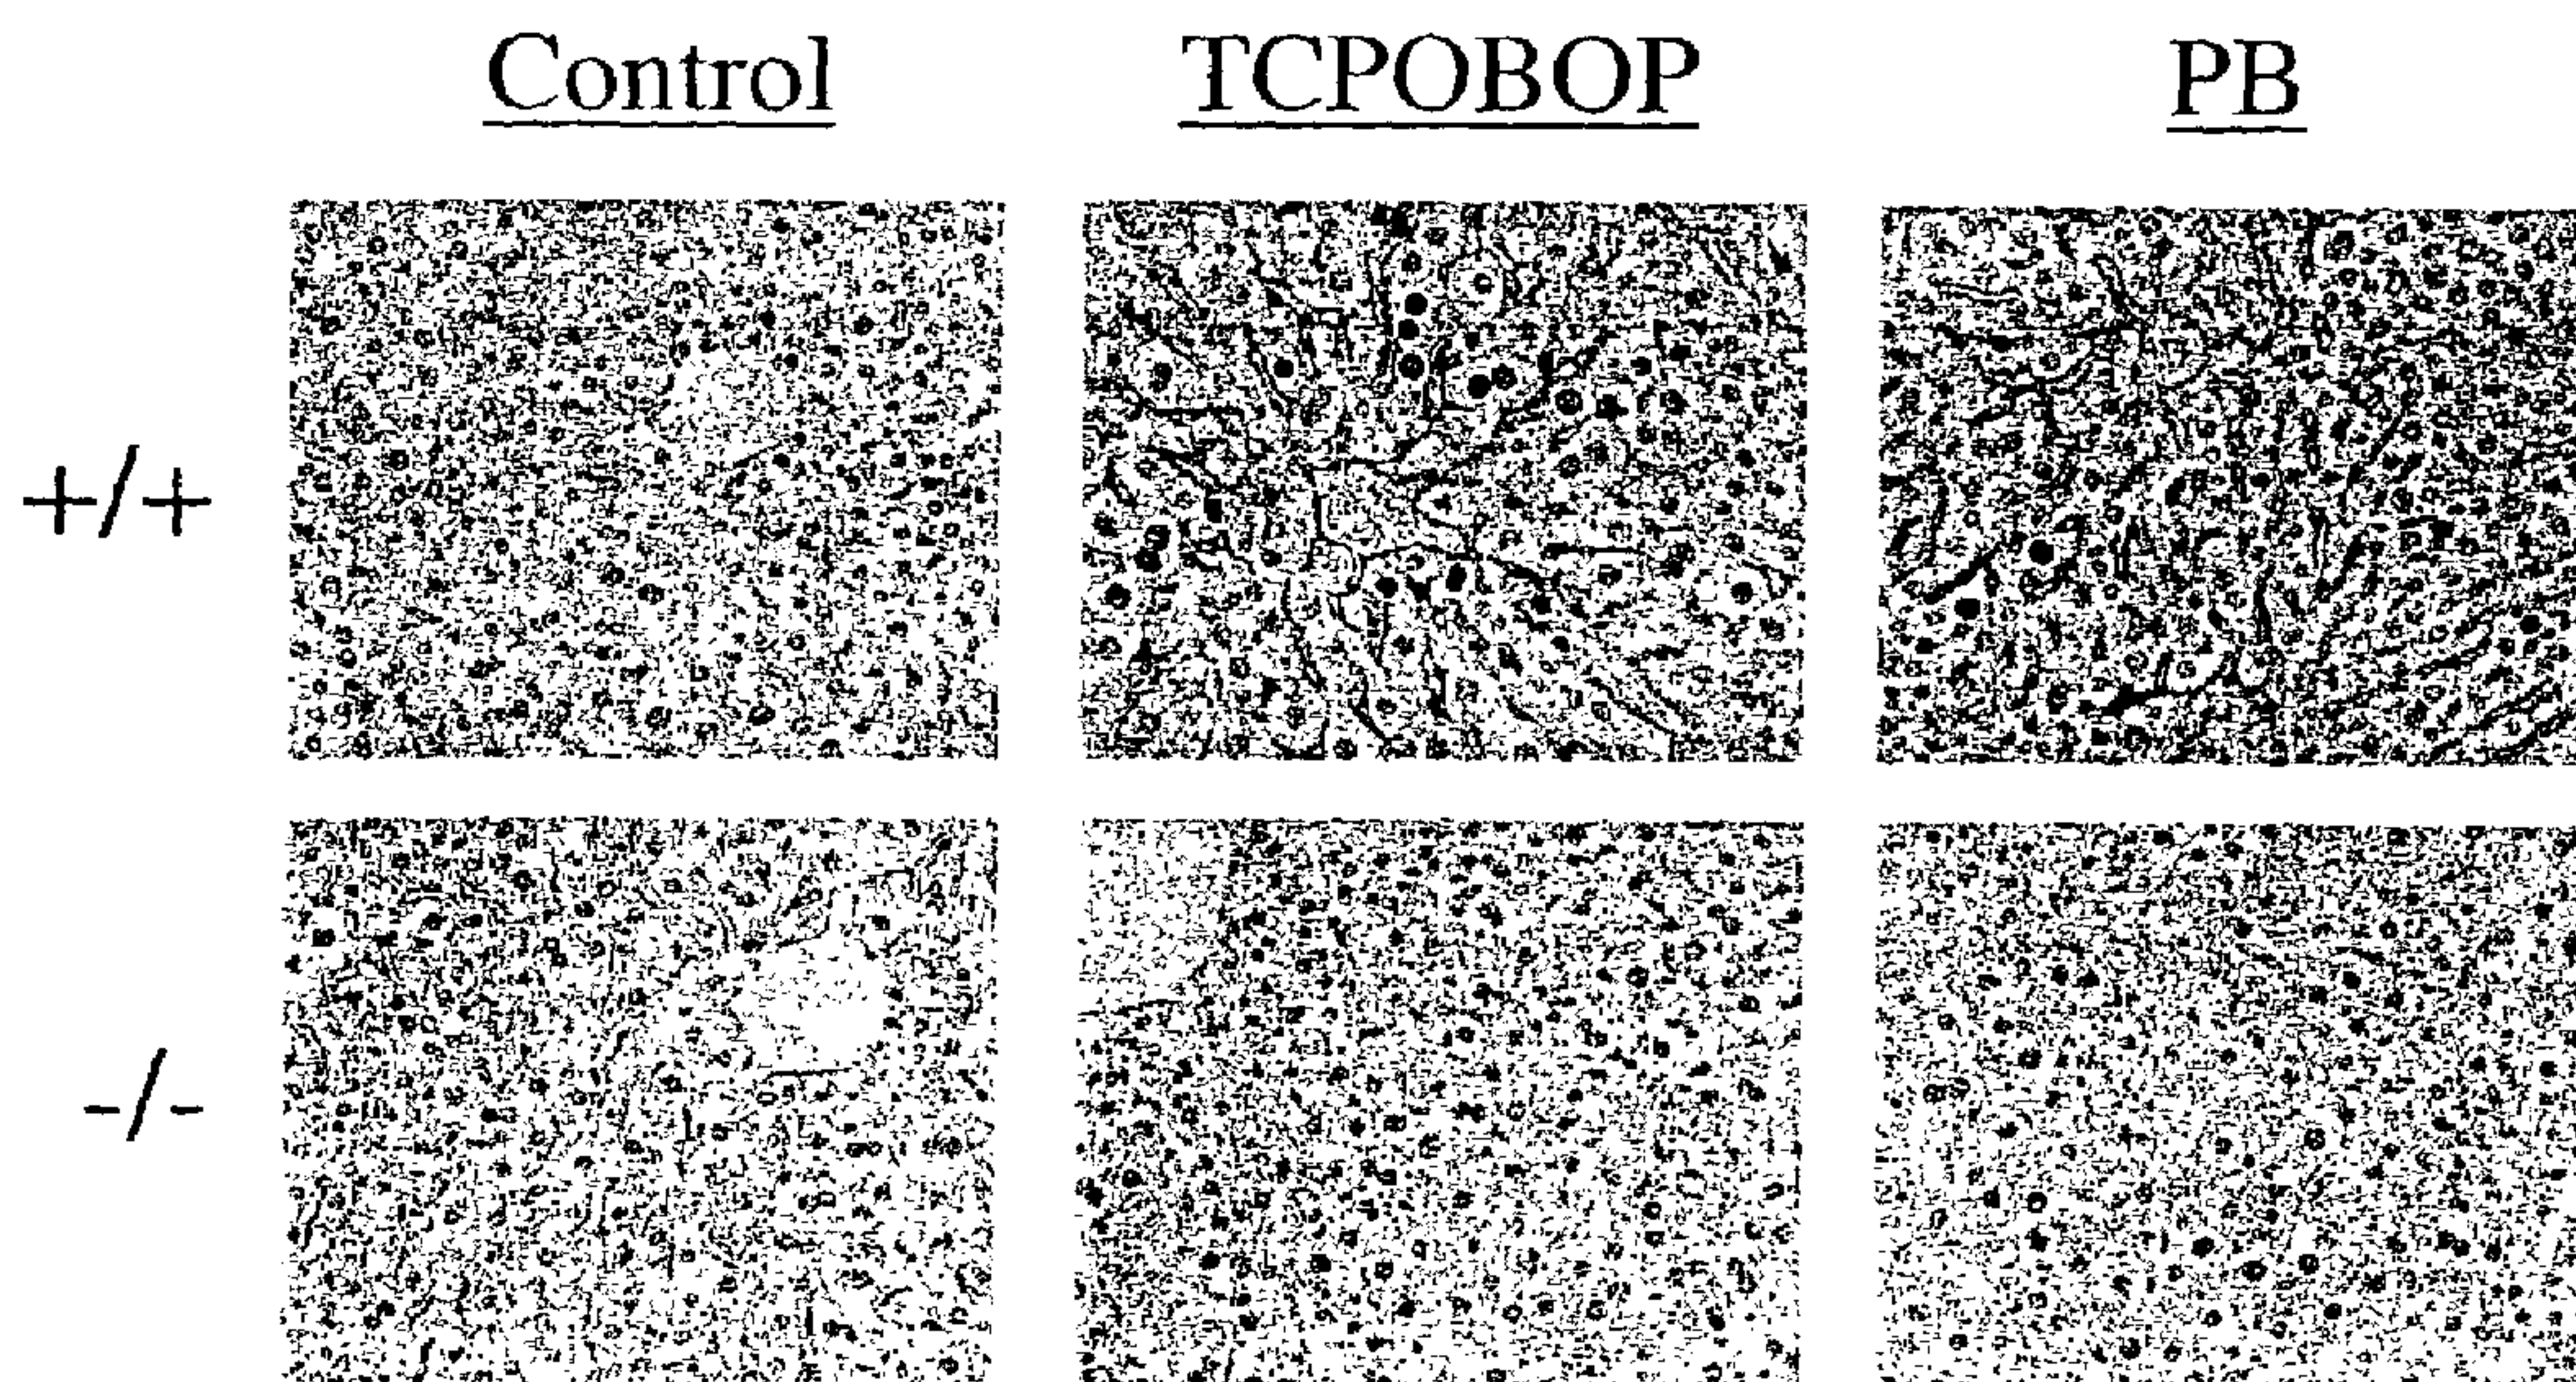 Control TCPOBOP PB
+/+
-/-